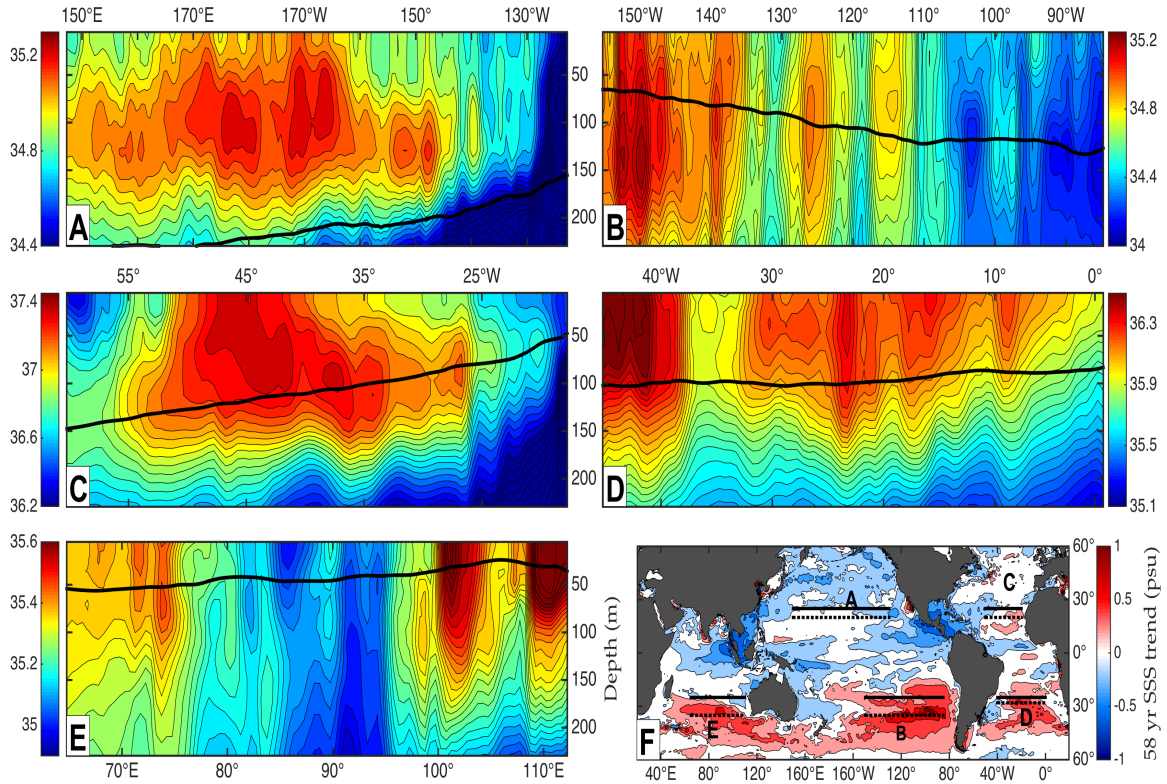 150°E 170°E 170°W 150° 130°W
150°W 140° 130° 120° 110° 100° 90°W
35.2 34.8 34.4
50 100 150 200
A
B
35.2 34.8 34.4 34
55° 45° 35° 25°W
40°W 30° 20° 10° 0°
37.4 37 36.6 36.2
50 100 150 200
C
D
36.3 35.9 35.5 35.1
35.6 35.4 35.2 35
50 100 150 200
Depth (m)
E
70°E 80° 90° 100° 110°E
A
C
E
B
D
F
60° 30° 0° 30° 60°
40°E 80° 120° 160°E 160°W 120° 80° 40°W 0°
1 0.5 0 -0.5 -1
58 yr SSS trend (psu)